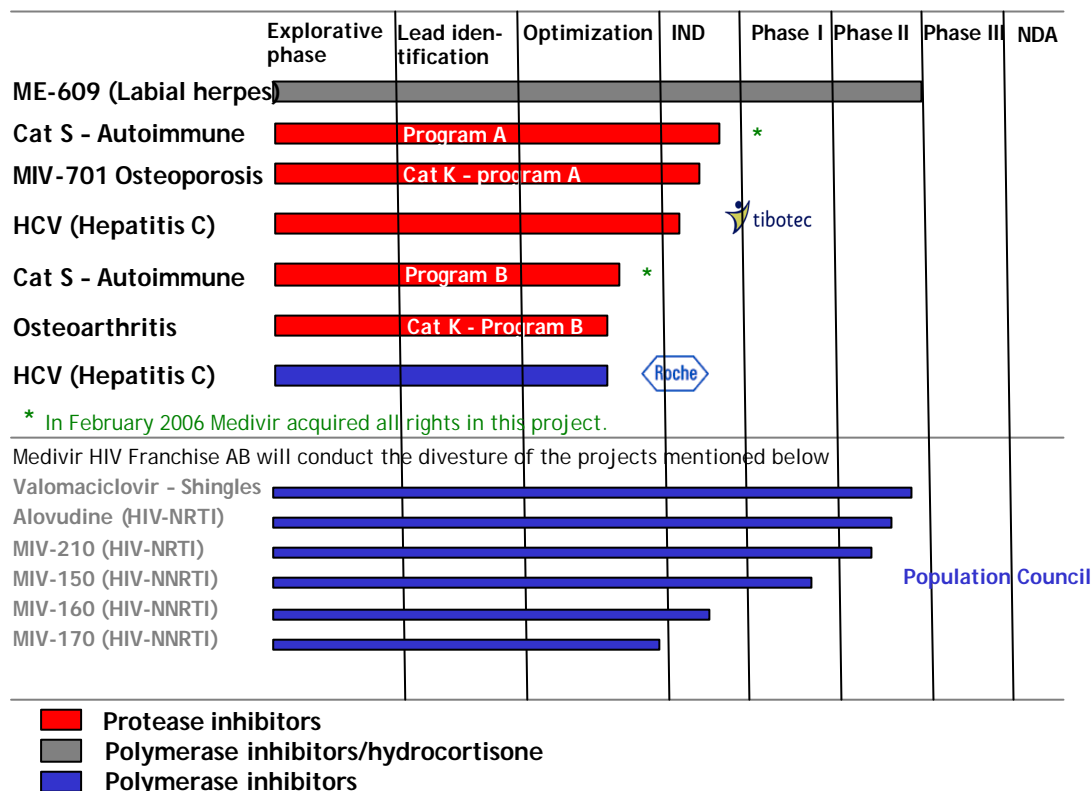 Explorative phase
Lead iden-tification
Optimization
IND
Phase I
Phase II
Phase III
NDA
ME-609 (Labial herpes)
Cat S - Autoimmune
Program A
*
MIV-701 Osteoporosis
Cat K - program A
HCV (Hepatitis C)
tibotec
Cat S - Autoimmune
Program B
*
Osteoarthritis
Cat K - Program B
HCV (Hepatitis C)
Roche
* In February 2006 Medivir acquired all rights in this project.
Medivir HIV Franchise AB will conduct the divesture of the projects mentioned below
Valomaciclovir - Shingles
Alovudine (HIV-NRTI)
MIV-210 (HIV-NRTI)
MIV-150 (HIV-NNRTI)
Population Council
MIV-160 (HIV-NNRTI)
MIV-170 (HIV-NNRTI)
Protease inhibitors
Polymerase inhibitors/hydrocortisone
Polymerase inhibitors